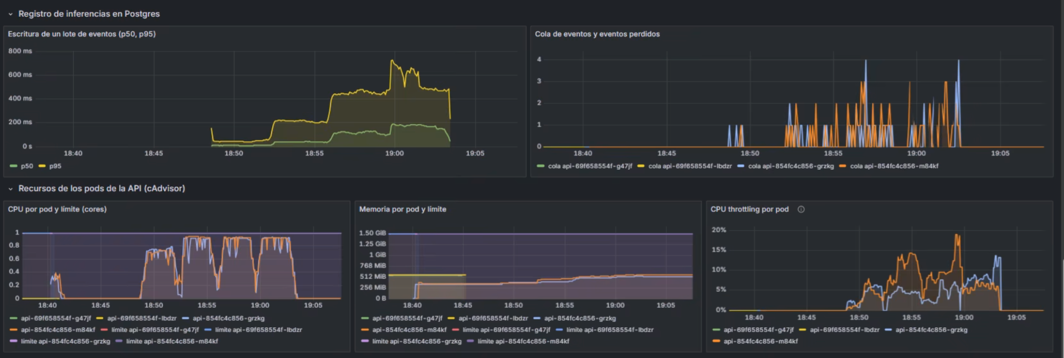 Registro de inferencias en Postgres
Escritura de un lote de eventos (p50, p95)
800 ms
600 ms
400 ms
200 ms
0 s
18:40 18:45 18:50 18:55 19:00 19:05
p50 p95
Cola de eventos y eventos perdidos
4
3
2
1
0
18:40 18:45 18:50 18:55 19:00 19:05
cola api-69f658554f-g47jf cola api-69f658554f-lbdzr cola api-854fc4c856-grzkg cola api-854fc4c856-m84kf
Recursos de los pods de la API (cAdvisor)
CPU por pod y límite (cores)
1
0.8
0.6
0.4
0.2
0
18:40 18:45 18:50 18:55 19:00 19:05
api-69f658554f-g47jf api-69f658554f-lbdzr api-854fc4c856-grzkg
api-854fc4c856-m84kf límite api-69f658554f-g47jf límite api-69f658554f-lbdzr
límite api-854fc4c856-grzkg límite api-854fc4c856-m84kf
Memoria por pod y límite
1.50 GiB
1.25 GiB
1 GiB
768 MiB
512 MiB
256 MiB
0 B
18:40 18:45 18:50 18:55 19:00 19:05
api-69f658554f-g47jf api-69f658554f-lbdzr api-854fc4c856-grzkg
api-854fc4c856-m84kf límite api-69f658554f-g47jf límite api-69f658554f-lbdzr
límite api-854fc4c856-grzkg límite api-854fc4c856-m84kf
CPU throttling por pod
20%
15%
10%
5%
0%
18:40 18:45 18:50 18:55 19:00 19:05
api-69f658554f-g47jf api-69f658554f-lbdzr api-854fc4c856-grzkg
api-854fc4c856-m84kf